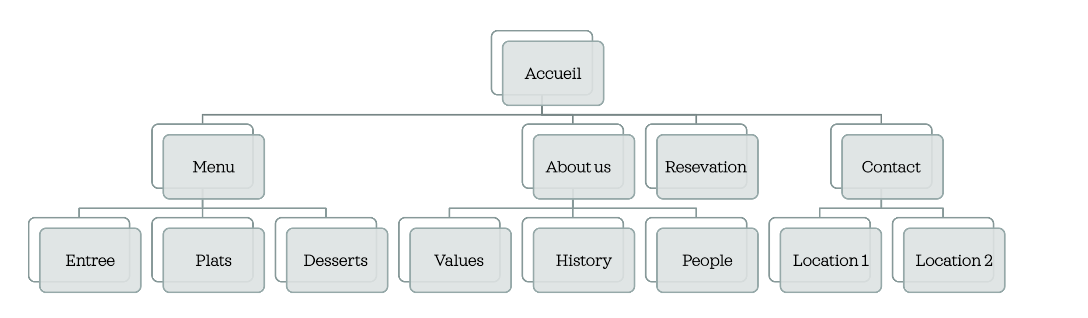 Accueil
Menu
About us
Resevation
Contact
Entree
Plats
Desserts
Values
History
People
Location 1
Location 2